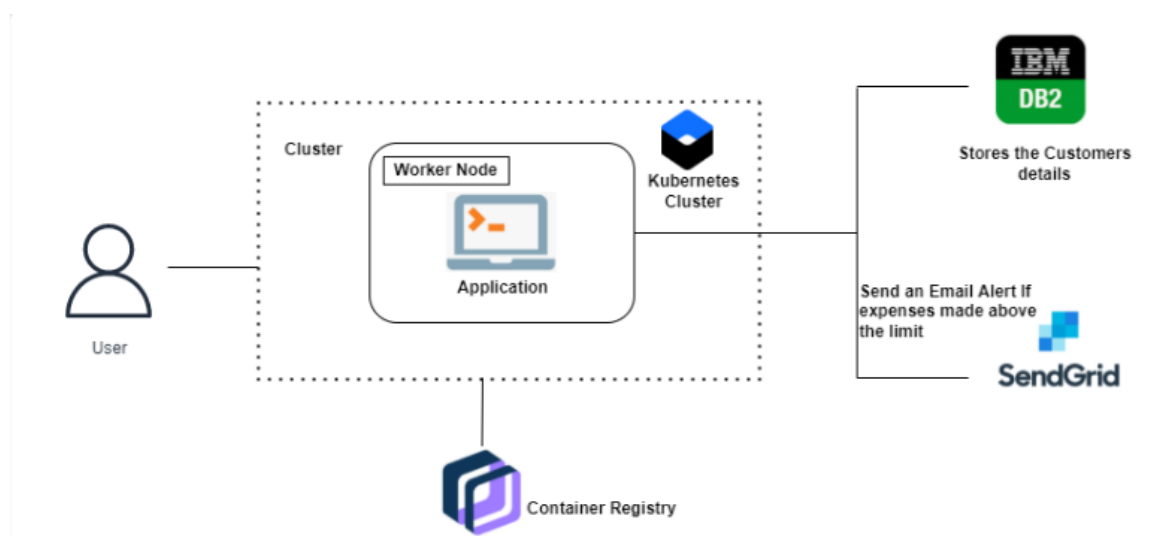 IBM
DB2
Stores the Customers
details
Cluster
Worker Node
Kubernetes
Cluster
Application
User
Send an Email Alert If
expenses made above
the limit
SendGrid
Container Registry